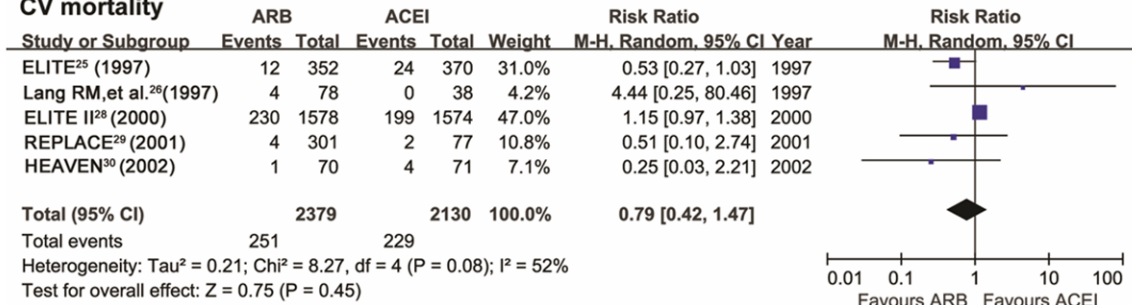 CV mortality
ARB ACEI Risk Ratio Risk Ratio
Study or Subgroup Events Total Events Total Weight M-H, Random, 95% CI Year M-H, Random, 95% CI
ELITE²⁵ (1997) 12 352 24 370 31.0% 0.53 [0.27, 1.03] 1997
Lang RM,et al.²⁶(1997) 4 78 0 38 4.2% 4.44 [0.25, 80.46] 1997
ELITE II²⁸ (2000) 230 1578 199 1574 47.0% 1.15 [0.97, 1.38] 2000
REPLACE²⁹ (2001) 4 301 2 77 10.8% 0.51 [0.10, 2.74] 2001
HEAVEN³⁰ (2002) 1 70 4 71 7.1% 0.25 [0.03, 2.21] 2002
Total (95% CI) 2379 2130 100.0% 0.79 [0.42, 1.47]
Total events 251 229
Heterogeneity: Tau² = 0.21; Chi² = 8.27, df = 4 (P = 0.08); I² = 52%
Test for overall effect: Z = 0.75 (P = 0.45)
0.01 0.1 1 10 100
Favours ARB Favours ACEI